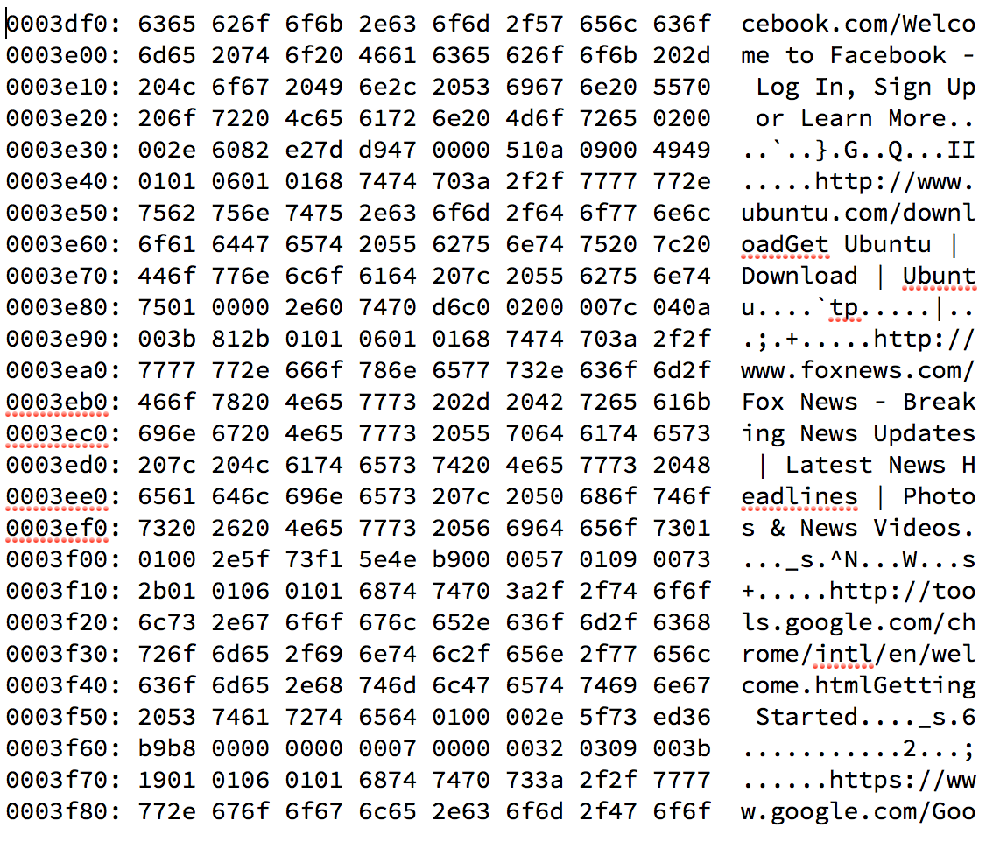 0003df0: 6365 626f 6f6b 2e63 6f6d 2f57 656c 636f  cebook.com/Welco
0003e00: 6d65 2074 6f20 4661 6365 626f 6f6b 202d  me to Facebook -
0003e10: 204c 6f67 2049 6e2c 2053 6967 6e20 5570   Log In, Sign Up
0003e20: 206f 7220 4c65 6172 6e20 4d6f 7265 0200   or Learn More..
0003e30: 002e 6082 e27d d947 0000 510a 0900 4949  ..`..}.G..Q...II
0003e40: 0101 0601 0168 7474 703a 2f2f 7777 772e  .....http://www.
0003e50: 7562 756e 7475 2e63 6f6d 2f64 6f77 6e6c  ubuntu.com/downl
0003e60: 6f61 6447 6574 2055 6275 6e74 7520 7c20  oadGet Ubuntu |
0003e70: 446f 776e 6c6f 6164 207c 2055 6275 6e74  Download | Ubunt
0003e80: 7501 0000 2e60 7470 d6c0 0200 007c 040a  u....`tp.....|..
0003e90: 003b 812b 0101 0601 0168 7474 703a 2f2f  .;.+.....http://
0003ea0: 7777 772e 666f 786e 6577 732e 636f 6d2f  www.foxnews.com/
0003eb0: 466f 7820 4e65 7773 202d 2042 7265 616b  Fox News - Break
0003ec0: 696e 6720 4e65 7773 2055 7064 6174 6573  ing News Updates
0003ed0: 207c 204c 6174 6573 7420 4e65 7773 2048   | Latest News H
0003ee0: 6561 646c 696e 6573 207c 2050 686f 746f  eadlines | Photo
0003ef0: 7320 2620 4e65 7773 2056 6964 656f 7301  s & News Videos.
0003f00: 0100 2e5f 73f1 5e4e b900 0057 0109 0073  ..._s.^N...W...s
0003f10: 2b01 0106 0101 6874 7470 3a2f 2f74 6f6f  +.....http://too
0003f20: 6c73 2e67 6f6f 676c 652e 636f 6d2f 6368  ls.google.com/ch
0003f30: 726f 6d65 2f69 6e74 6c2f 656e 2f77 656c  rome/intl/en/wel
0003f40: 636f 6d65 2e68 746d 6c47 6574 7469 6e67  come.htmlGetting
0003f50: 2053 7461 7274 6564 0100 002e 5f73 ed36   Started...._s.6
0003f60: b9b8 0000 0000 0007 0000 0032 0309 003b  ...........2...;
0003f70: 1901 0106 0101 6874 7470 733a 2f2f 7777  ......https://ww
0003f80: 772e 676f 6f67 6c65 2e63 6f6d 2f47 6f6f  w.google.com/Goo